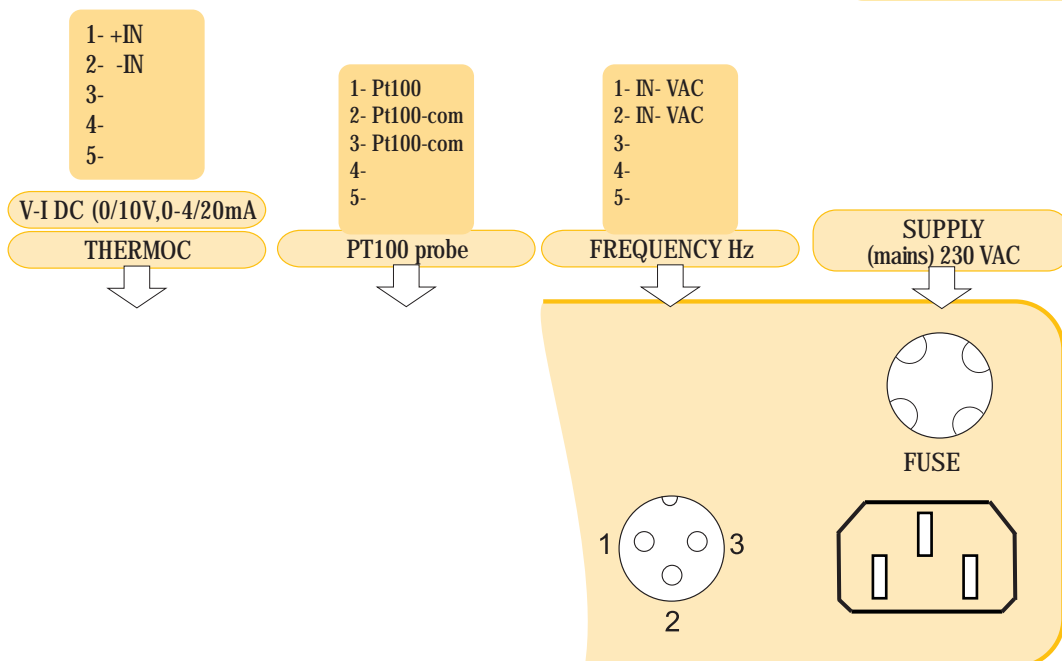 1- +IN
2- -IN
3-
4-
5-
V-I DC (0/10V,0-4/20mA
THERMOC
1- Pt100
2- Pt100-com
3- Pt100-com
4-
5-
PT100 probe
1- IN- VAC
2- IN- VAC
3-
4-
5-
FREQUENCY Hz
SUPPLY
(mains) 230 VAC
FUSE
1
3
2